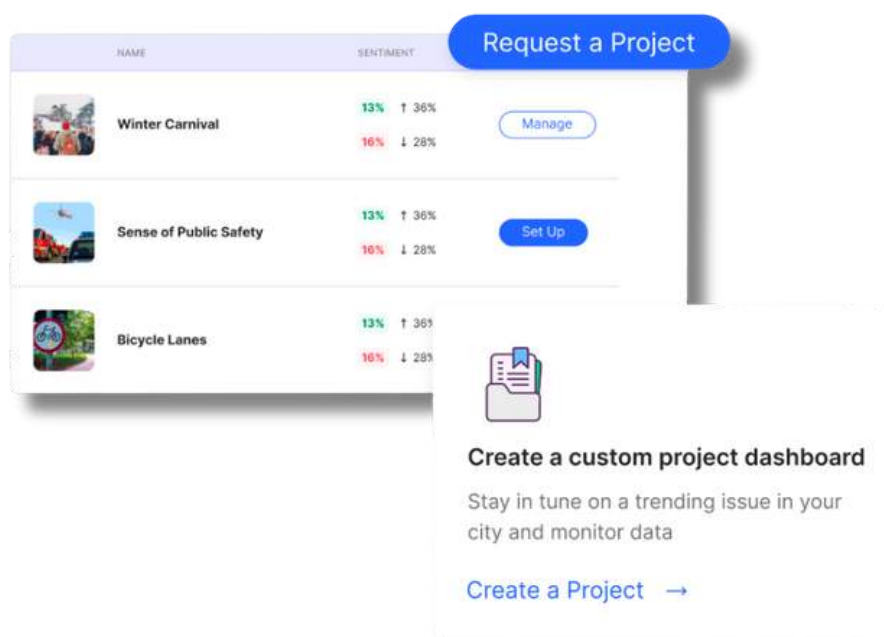 Request a Project
NAME SENTIMENT
13% ↑ 36%
Winter Carnival Manage
16% ↓ 28%
13% ↑ 36%
Sense of Public Safety Set Up
16% ↓ 28%
13% ↑ 36%
Bicycle Lanes
16% ↓ 28%
Create a custom project dashboard
Stay in tune on a trending issue in your
city and monitor data
Create a Project →